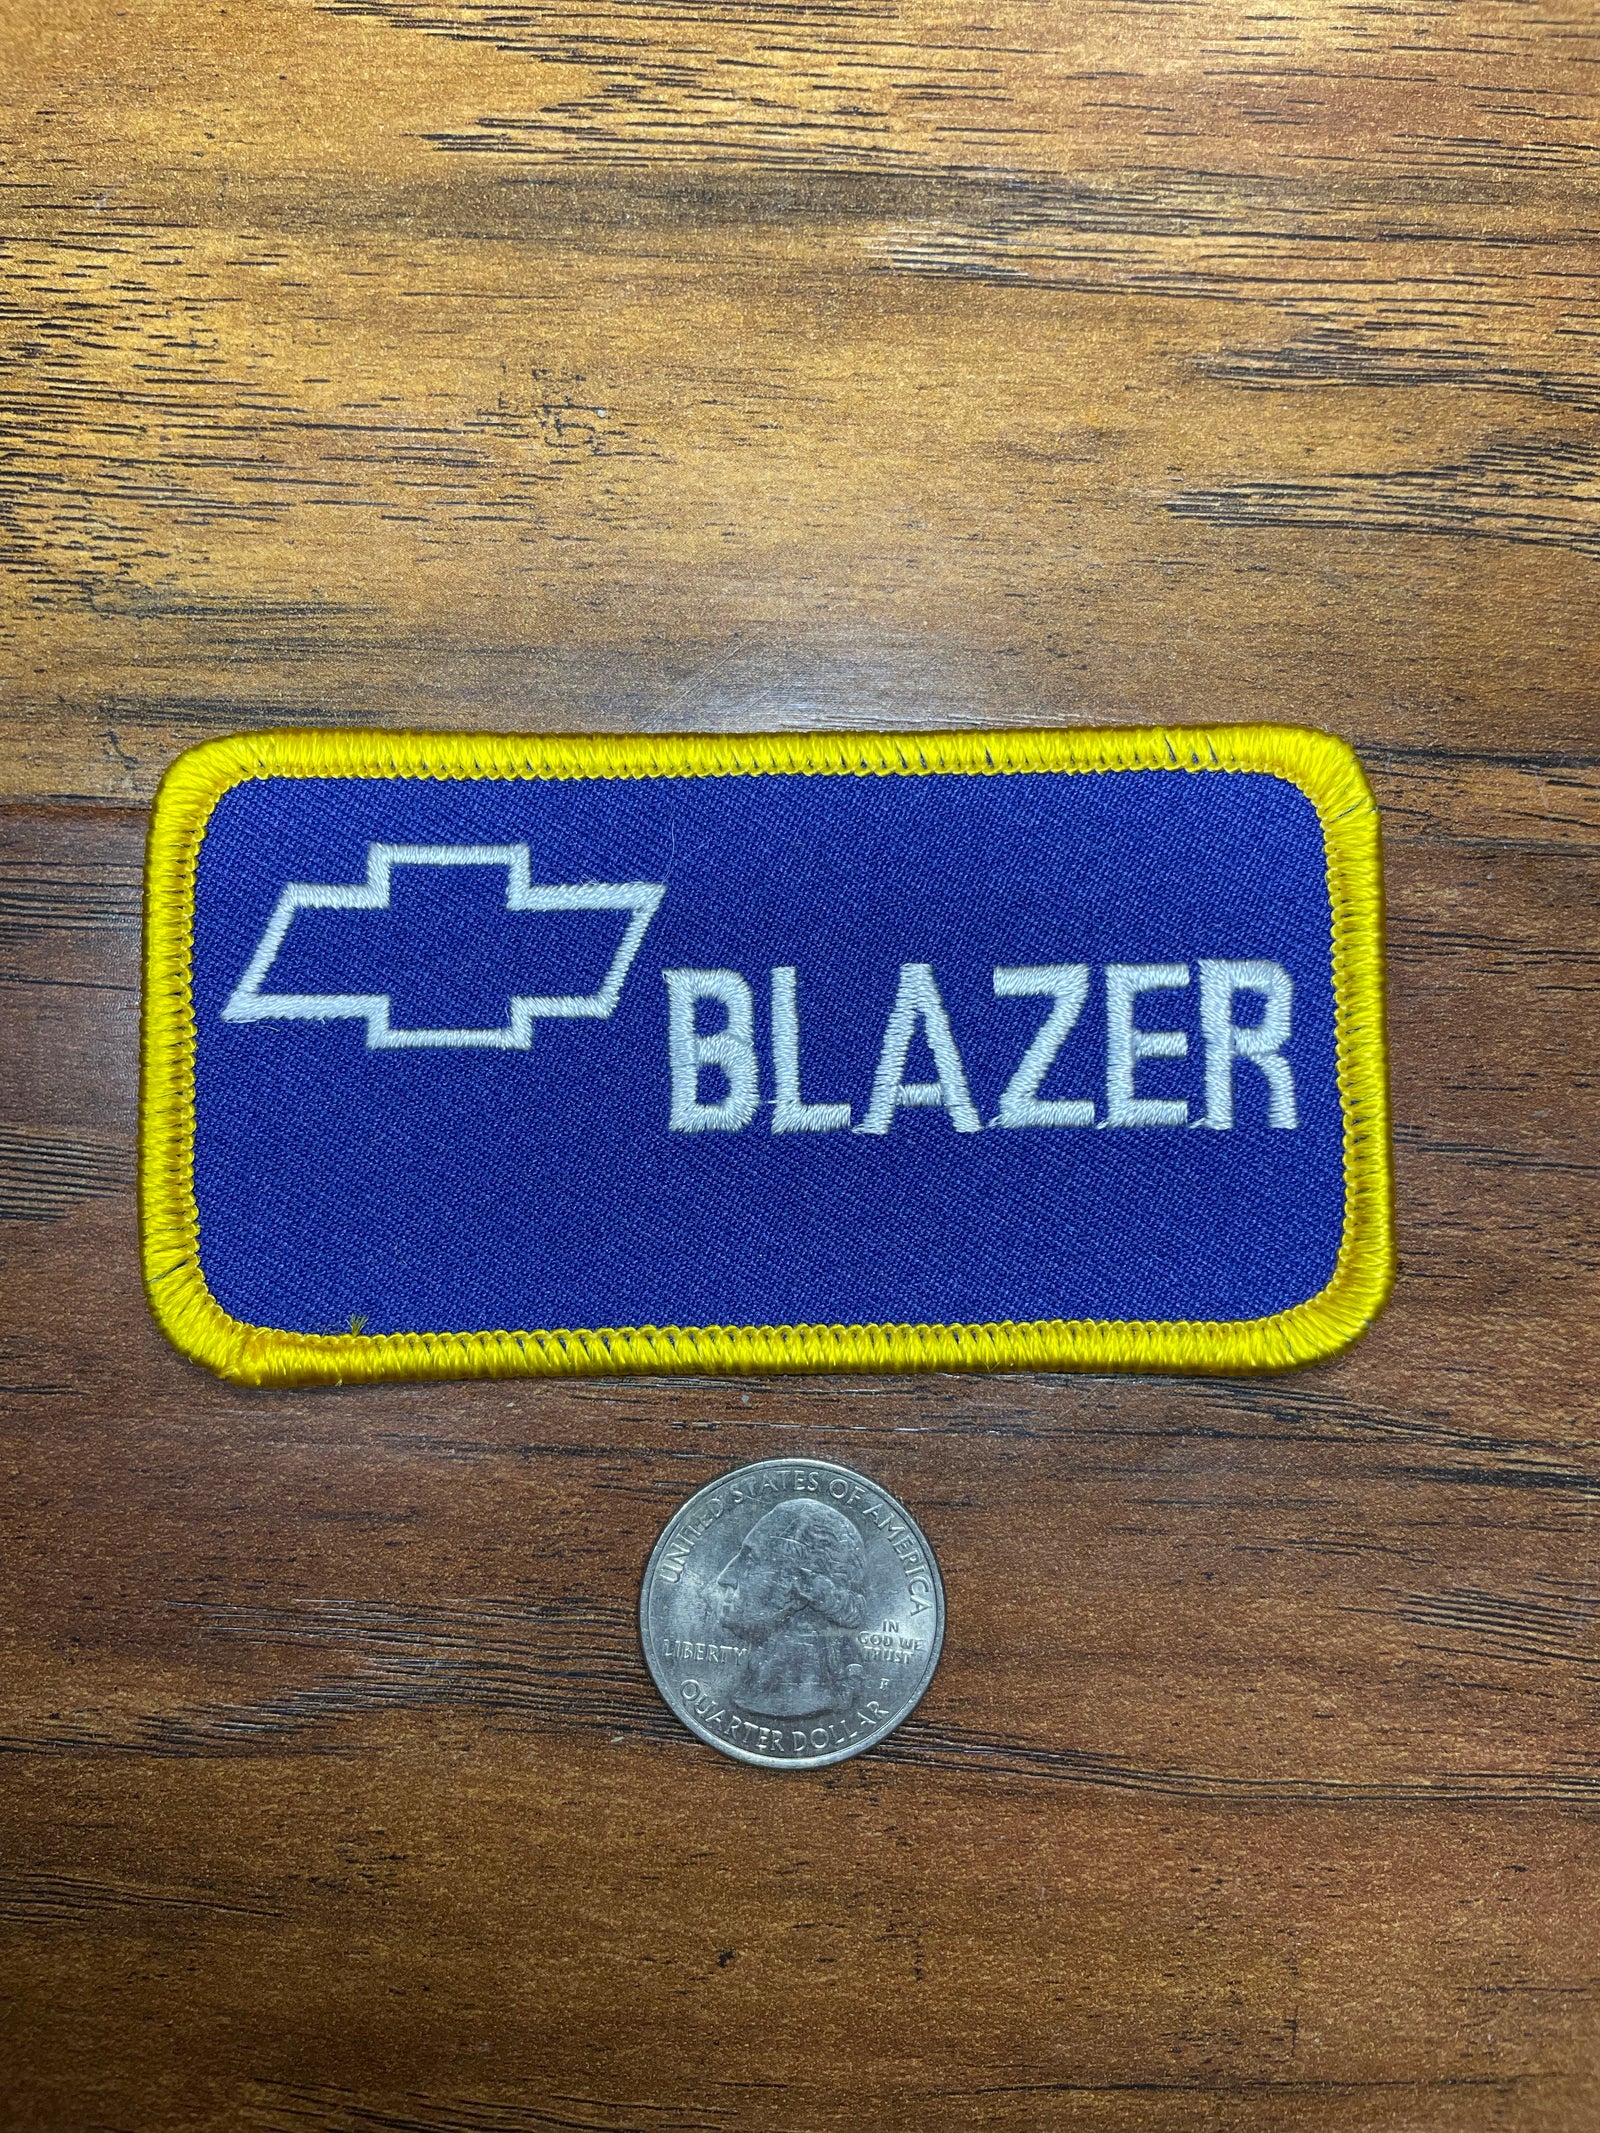 BLAZER
UNITED STATES OF AMERICA
LIBERTY
IN
GOD WE
TRUST
P
QUARTER DOLLAR